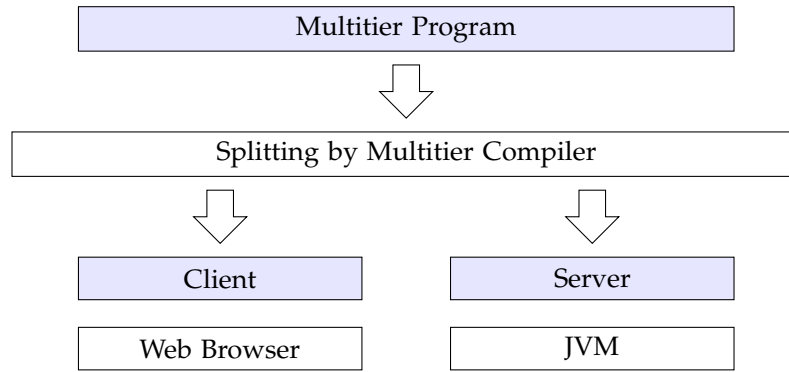 Multitier Program
Splitting by Multitier Compiler
Client
Server
Web Browser
JVM